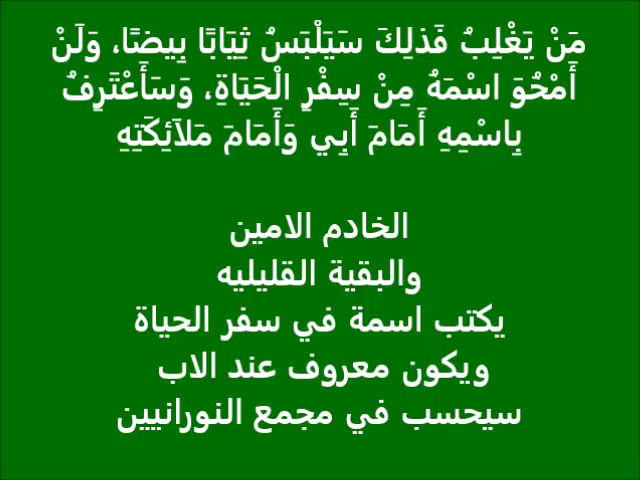 مَنْ يَغْلِبُ فَذلِكَ سَيَلْبَسُ ثِيَابًا بِيضًا، وَلَنْ
أَمْحُوَ اسْمَهُ مِنْ سِفْرِ الْحَيَاةِ، وَسَأَعْتَرِفُ
بِاسْمِهِ أَمَامَ أَبِي وَأَمَامَ مَلاَئِكَتِهِ
الخادم الامين
والبقية القليليه
يكتب اسمة في سفر الحياة
ويكون معروف عند الاب
سيحسب في مجمع النورانيين